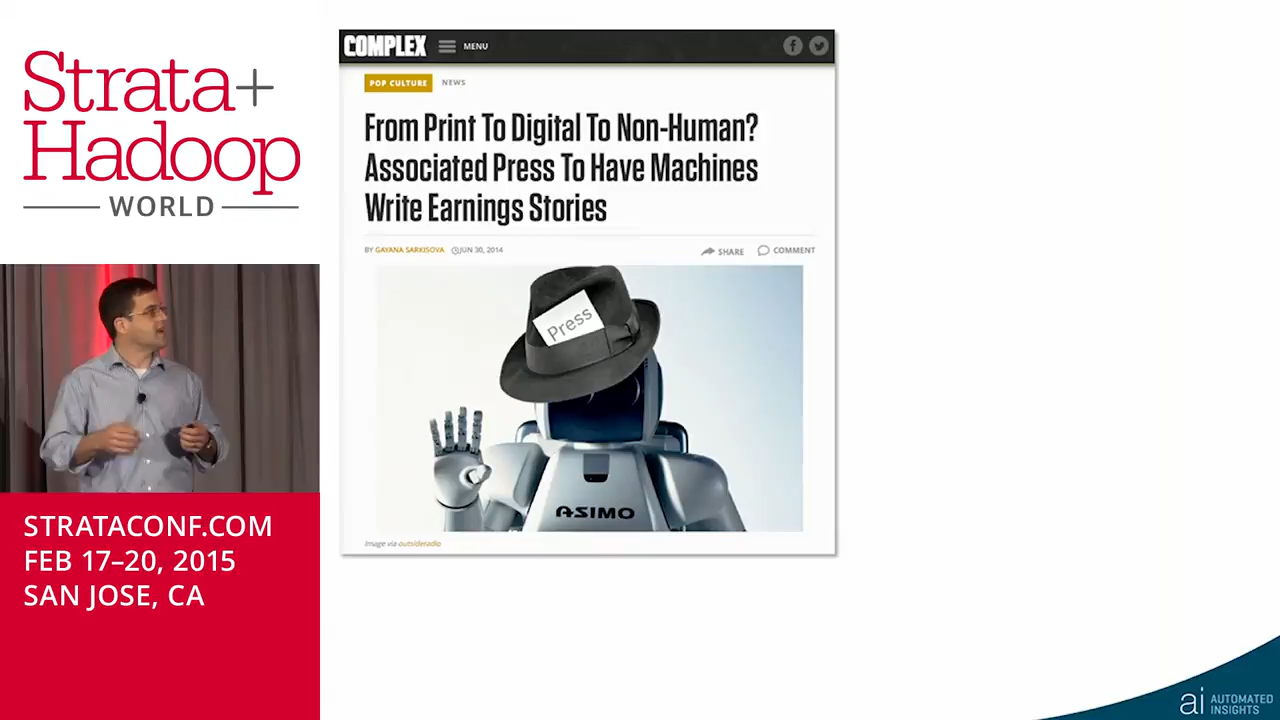 Strata+
Hadoop
WORLD
STRATACONF.COM
FEB 17–20, 2015
SAN JOSE, CA
COMPLEX
MENU
POP CULTURE
NEWS
From Print To Digital To Non-Human?
Associated Press To Have Machines
Write Earnings Stories
BY GAYANA SARKISOVA JUN 30, 2014
SHARE
COMMENT
Press
ASIMO
Image via outsideradio
ai AUTOMATED
INSIGHTS